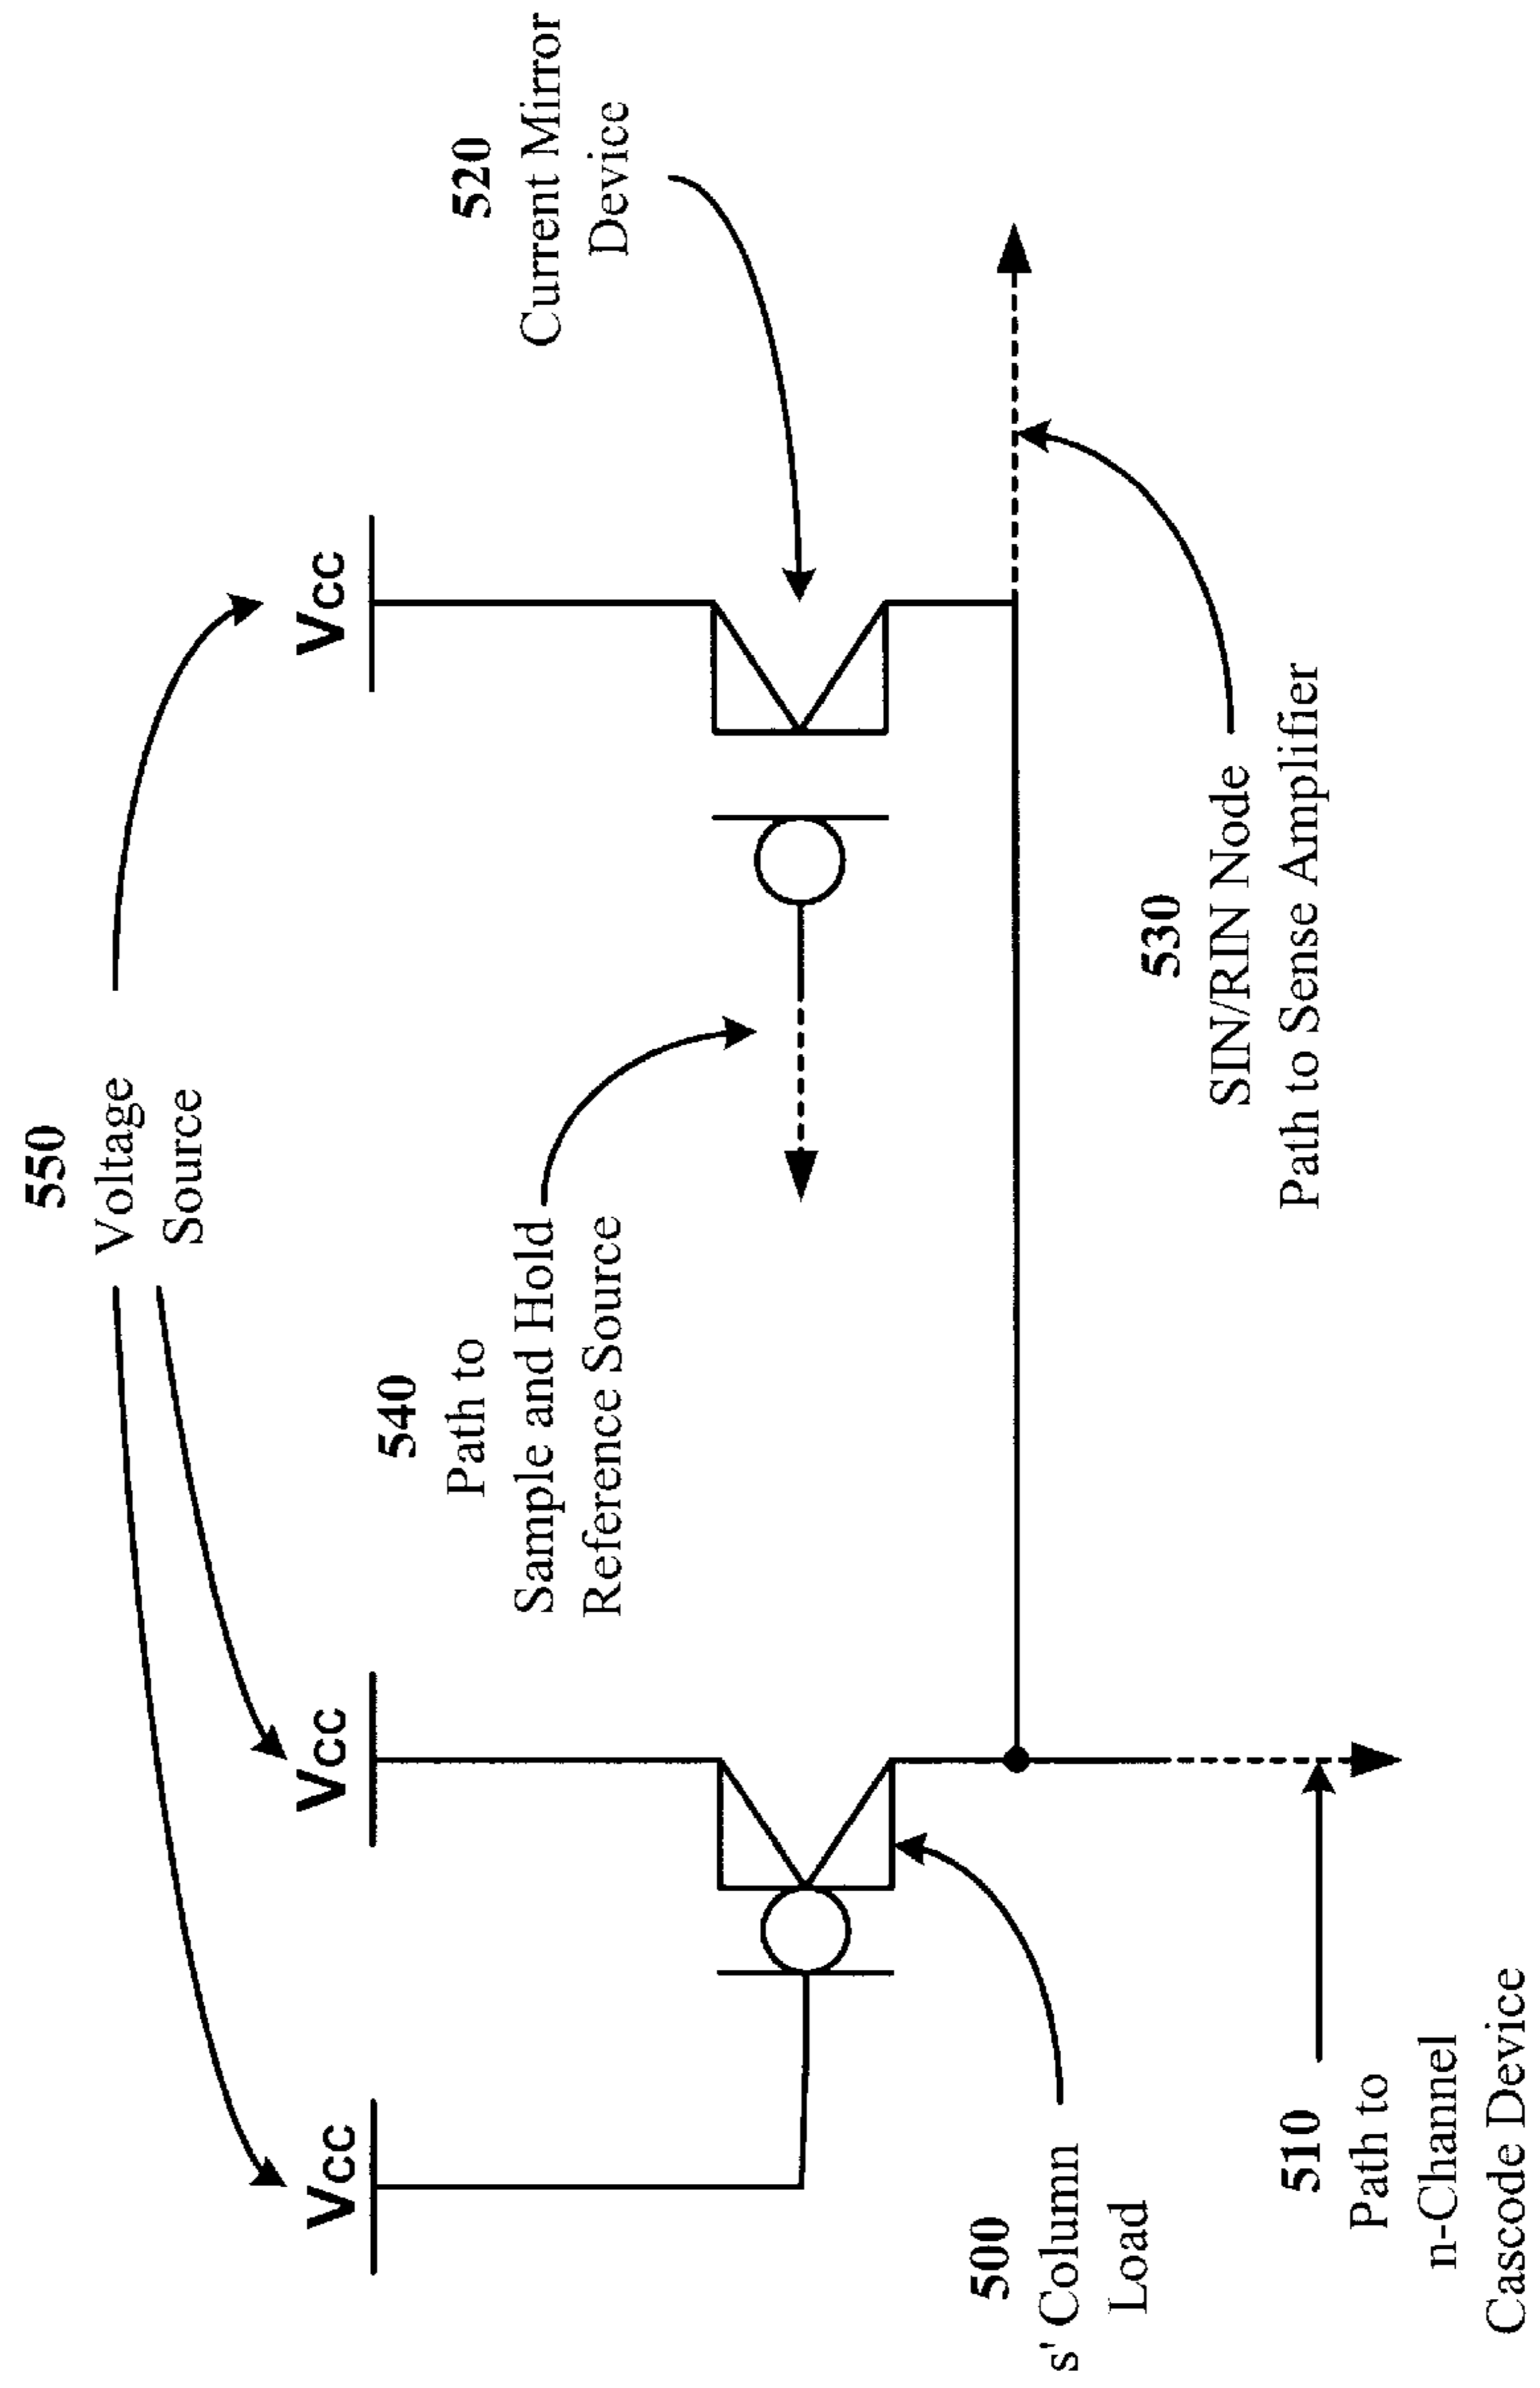 550
Voltage
Source
Vcc
Vcc
Vcc
540
Path to
Sample and Hold
Reference Source
520
Current Mirror
Device
500
s' Column
Load
510
Path to
n-Channel
Cascode Device
530
SIN/RIN Node
Path to Sense Amplifier